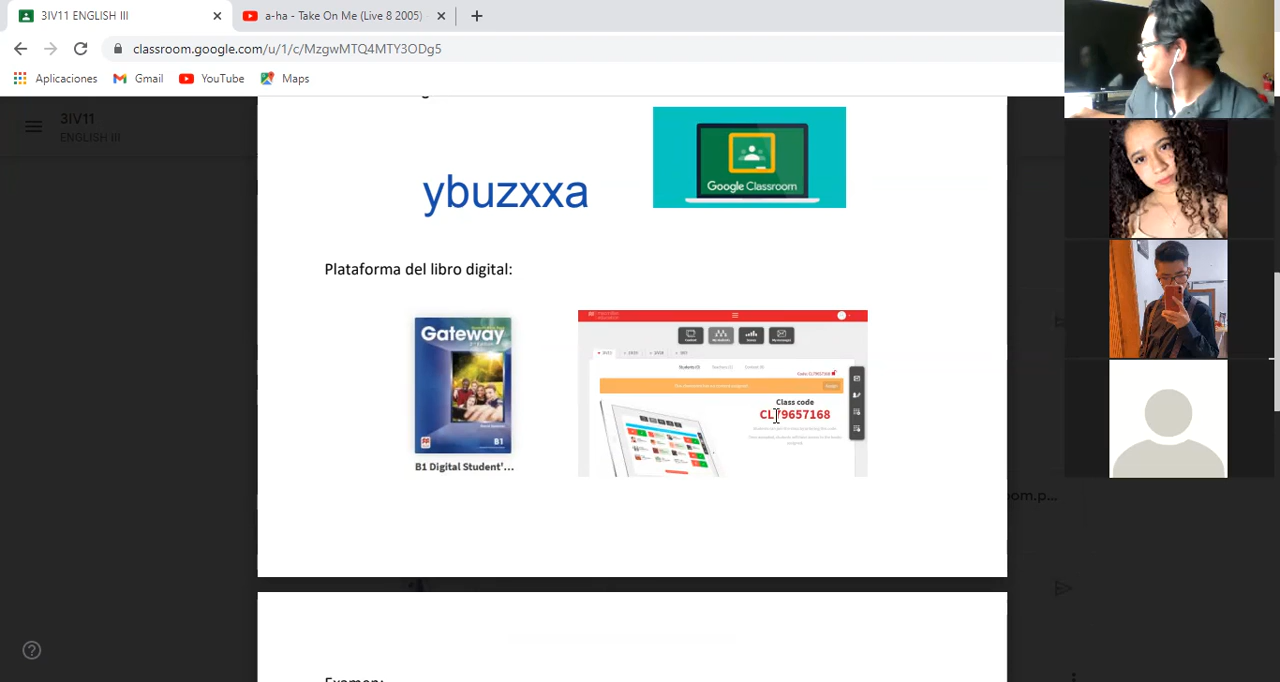 3IV11 ENGLISH III
a-ha - Take On Me (Live 8 2005)
classroom.google.com/u/1/c/MzgwMTQ4MTY3ODg5
Aplicaciones
Gmail
YouTube
Maps
3IV11
ENGLISH III
ybuzxxa
Google Classroom
Plataforma del libro digital:
Gateway
B1
B1 Digital Student'...
Class code
CL79657168
oom.p...
Examen: